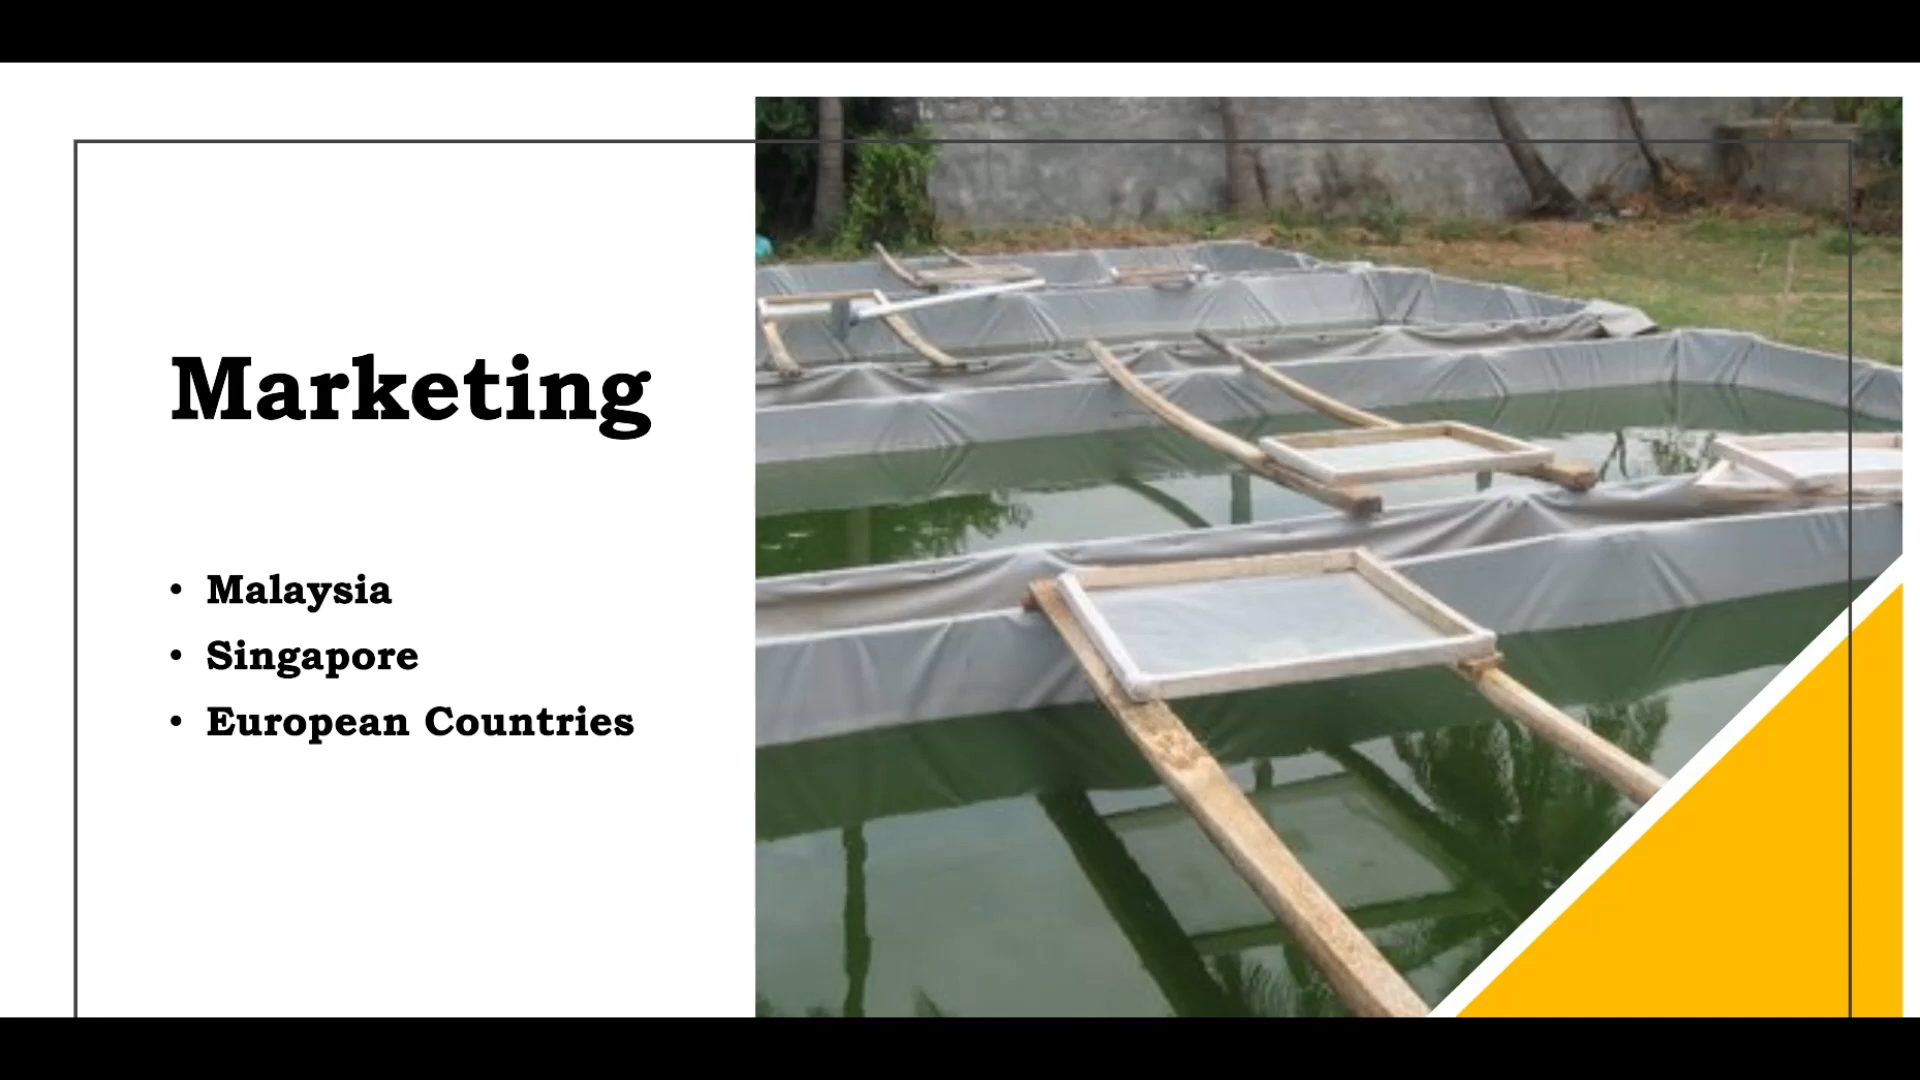 Marketing
• Malaysia
• Singapore
• European Countries